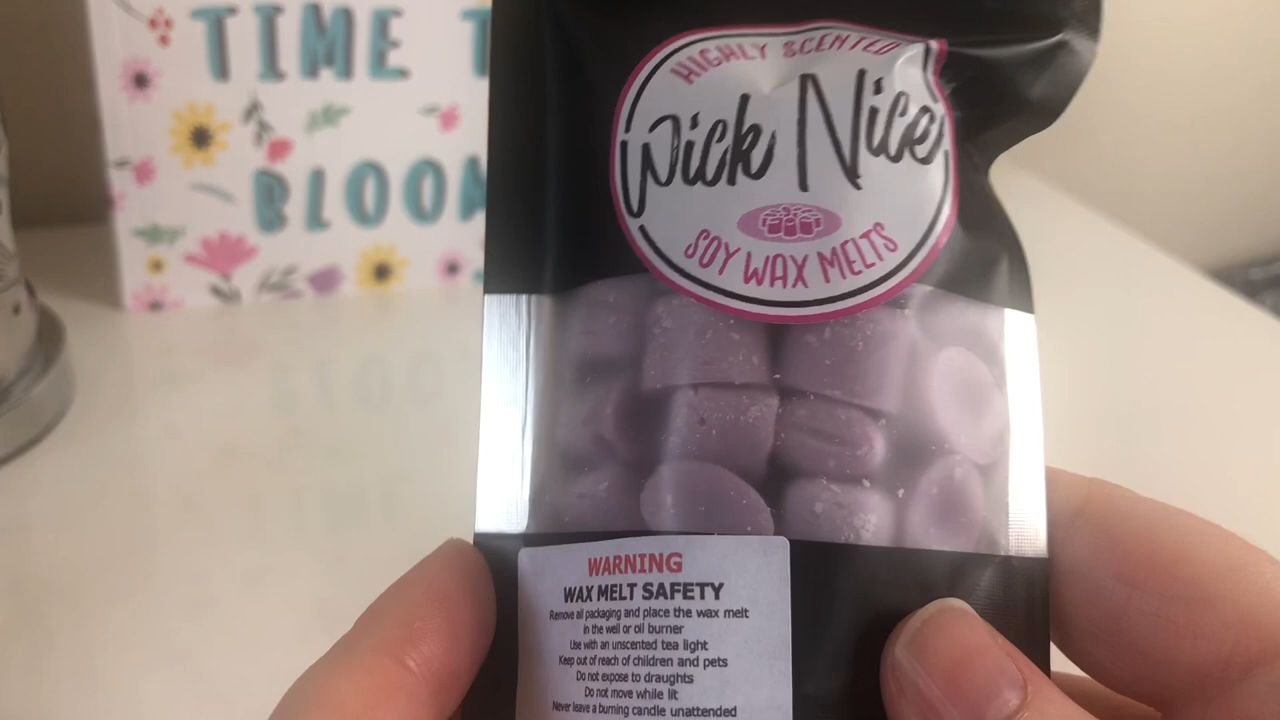 TIME T
BLOOM
HIGHLY SCENTED
Wick Nice
SOY WAX MELTS
WARNING
WAX MELT SAFETY
Remove all packaging and place the wax melt
in the well or oil burner
Use with an unscented tea light
Keep out of reach of children and pets
Do not expose to draughts
Do not move while lit
Never leave a burning candle unattended